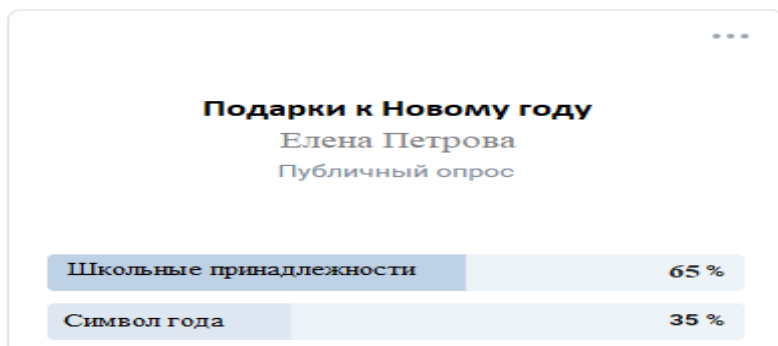 Подарки к Новому году
Елена Петрова
Публичный опрос
Школьные принадлежности 65 %
Символ года 35 %